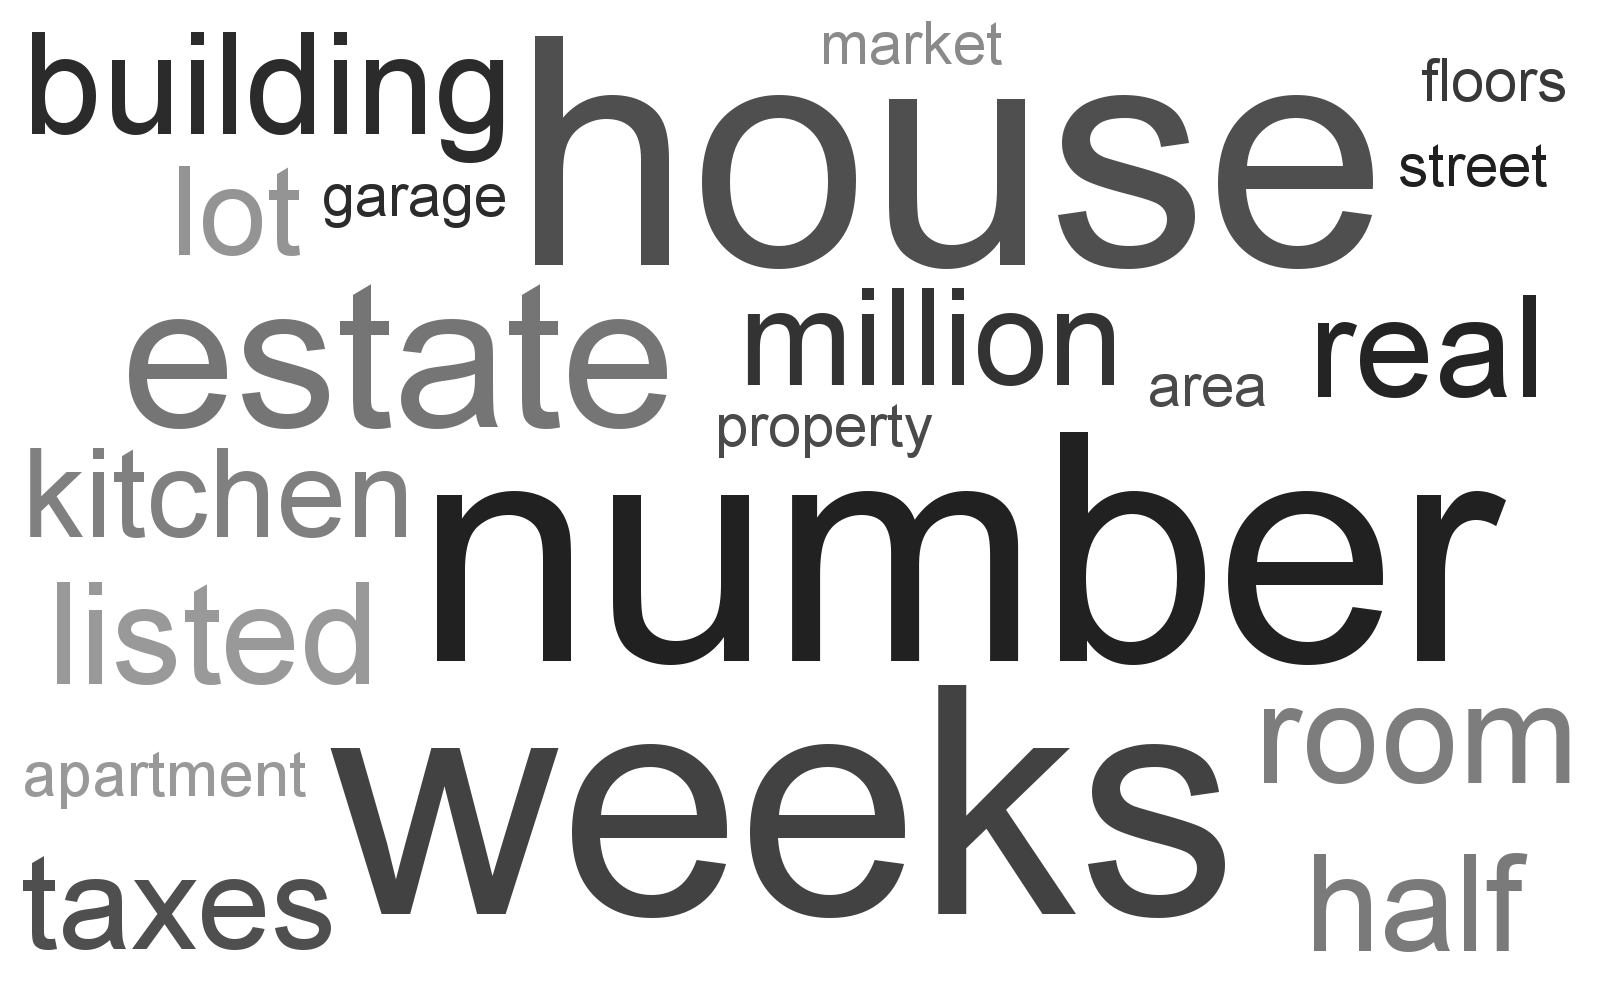 building
house
market
floors
street
lot
garage
estate
million
area
real
property
kitchen
number
listed
weeks
room
apartment
taxes
half